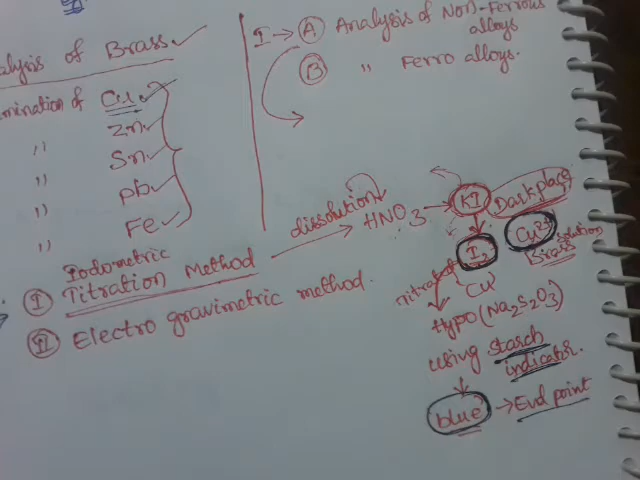 alysis of Brass.
mination of Cu
" Zn
" Sn
" Pb
" Fe
I → A Analysis of Non-Ferrous alloys
B " Ferro alloys.
I Iodometric Titration Method
II Electro gravimetric method.
dissolution
HNO3 → KI
Dark place
I2
Cu2+ solution
Brass
Cu
Titrated
Hypo (Na2S2O3)
using starch
indicator.
blue → End point